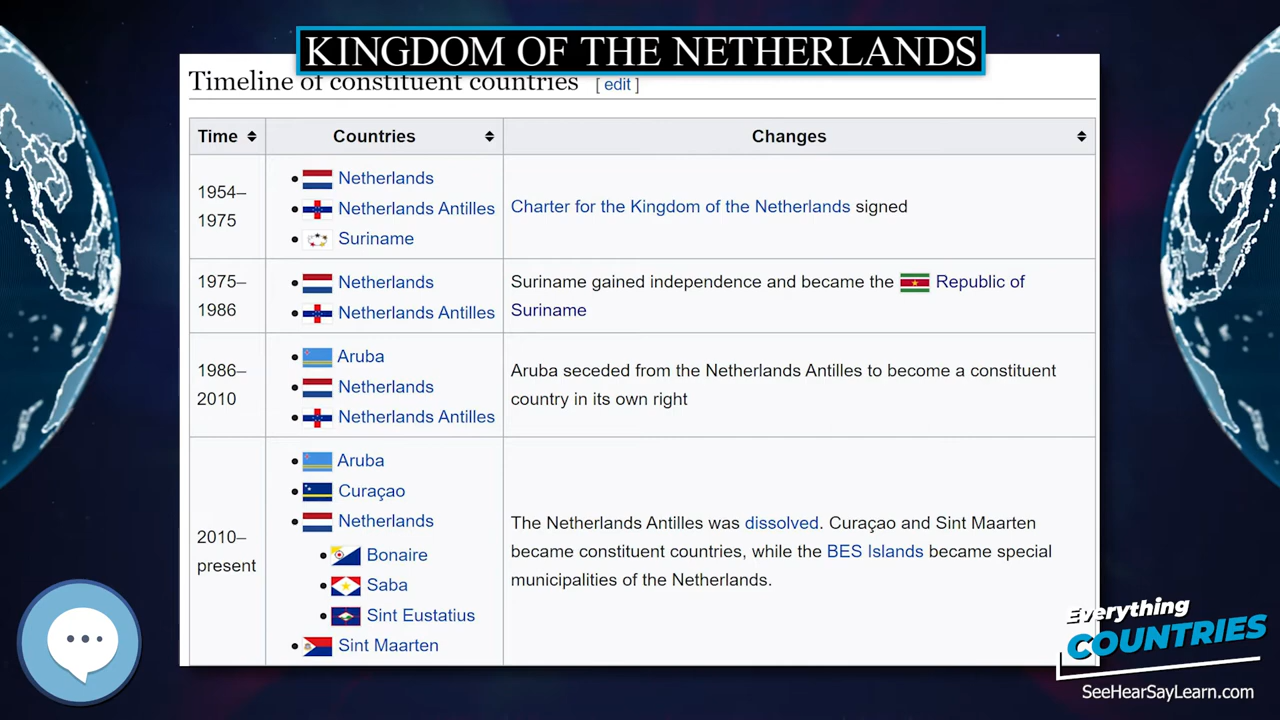 KINGDOM OF THE NETHERLANDS
Timeline of constituent countries [ edit ]
Time Countries Changes
1954–
1975
Netherlands
Netherlands Antilles
Suriname
Charter for the Kingdom of the Netherlands signed
1975–
1986
Netherlands
Netherlands Antilles
Suriname gained independence and became the Republic of
Suriname
1986–
2010
Aruba
Netherlands
Netherlands Antilles
Aruba seceded from the Netherlands Antilles to become a constituent
country in its own right
2010–
present
Aruba
Curaçao
Netherlands
Bonaire
Saba
Sint Eustatius
Sint Maarten
The Netherlands Antilles was dissolved. Curaçao and Sint Maarten
became constituent countries, while the BES Islands became special
municipalities of the Netherlands.
Everything
COUNTRIES
SeeHearSayLearn.com